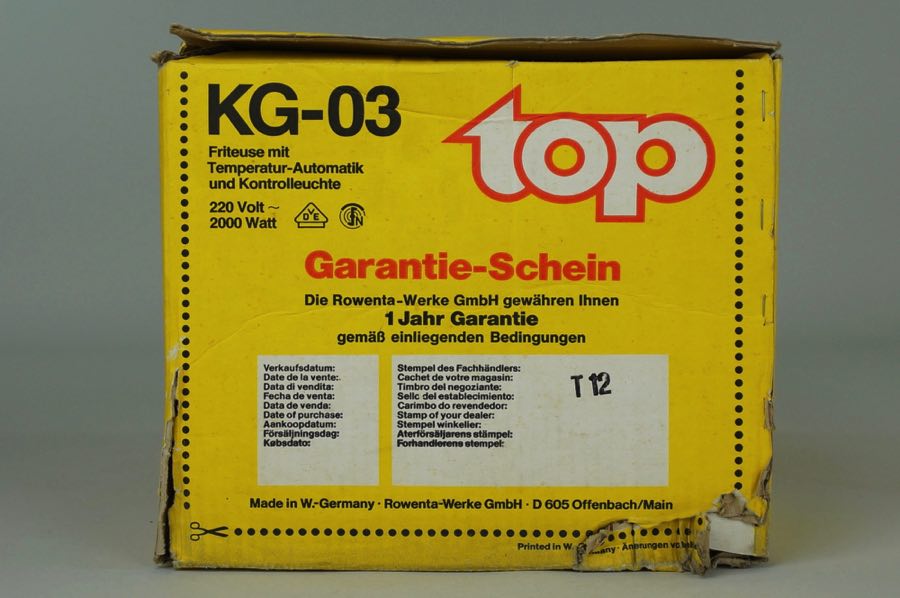 KG-03
top
Friteuse mit
Temperatur-Automatik
und Kontrolleuchte
220 Volt ~
2000 Watt
Garantie-Schein
Die Rowenta-Werke GmbH gewähren Ihnen
1 Jahr Garantie
gemäß einliegenden Bedingungen
Verkaufsdatum:
Date de la vente:
Data di vendita:
Fecha de venta:
Data de venda:
Date of purchase:
Aankoopdatum:
Försäljningsdag:
Købsdato:
Stempel des Fachhändlers:
Cachet de votre magasin:
Timbro del negoziante:
Sello del establecimiento:
Carimbo do revendedor:
Stamp of your dealer:
Stempel winkelier:
Återförsäljarens stämpel:
Forhandlerens stempel:
T 12
Made in W.-Germany · Rowenta-Werke GmbH · D 605 Offenbach/Main
Printed in W.